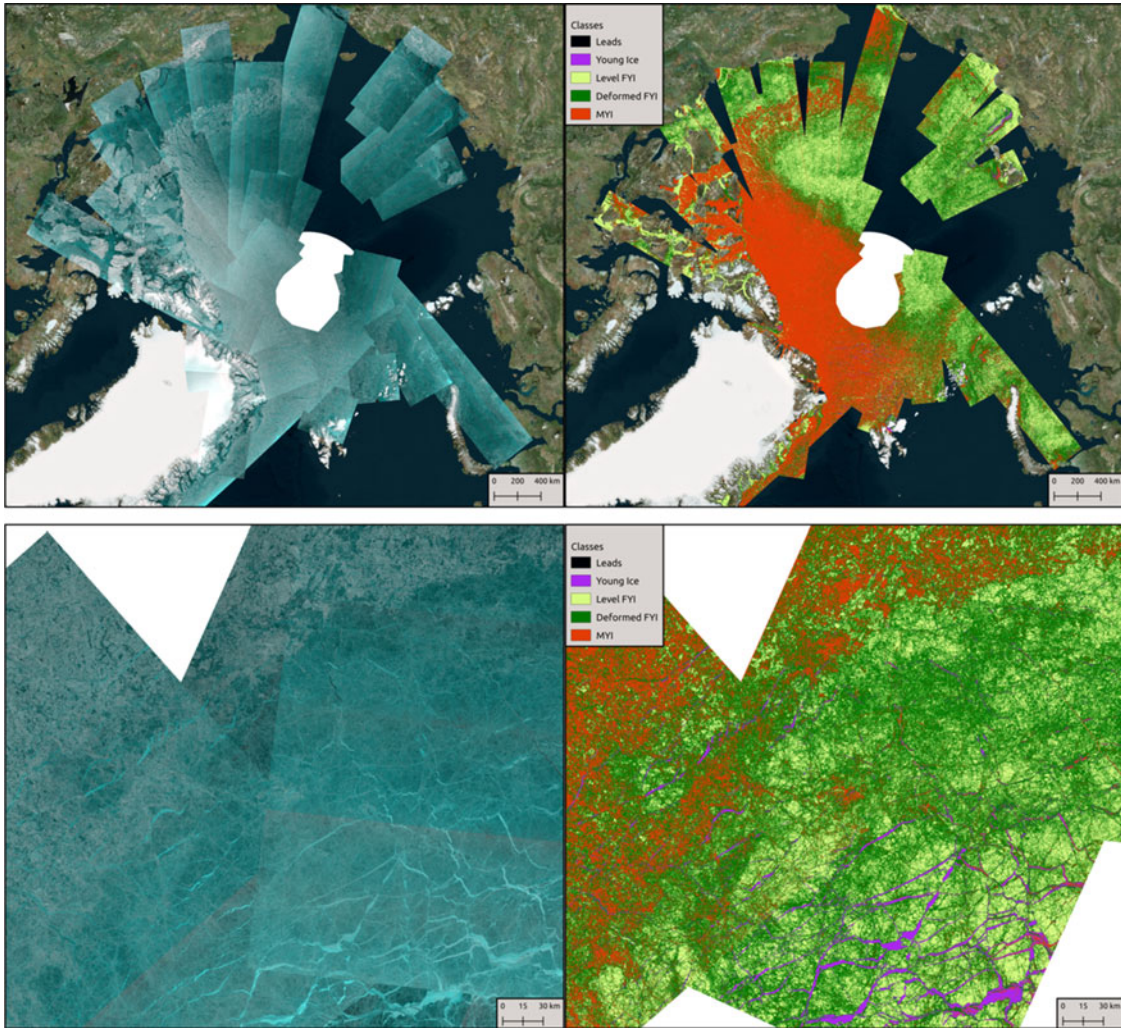 Classes
Leads
Young Ice
Level FYI
Deformed FYI
MYI
0 200 400 km
0 200 400 km
Classes
Leads
Young Ice
Level FYI
Deformed FYI
MYI
0 15 30 km
0 15 30 km